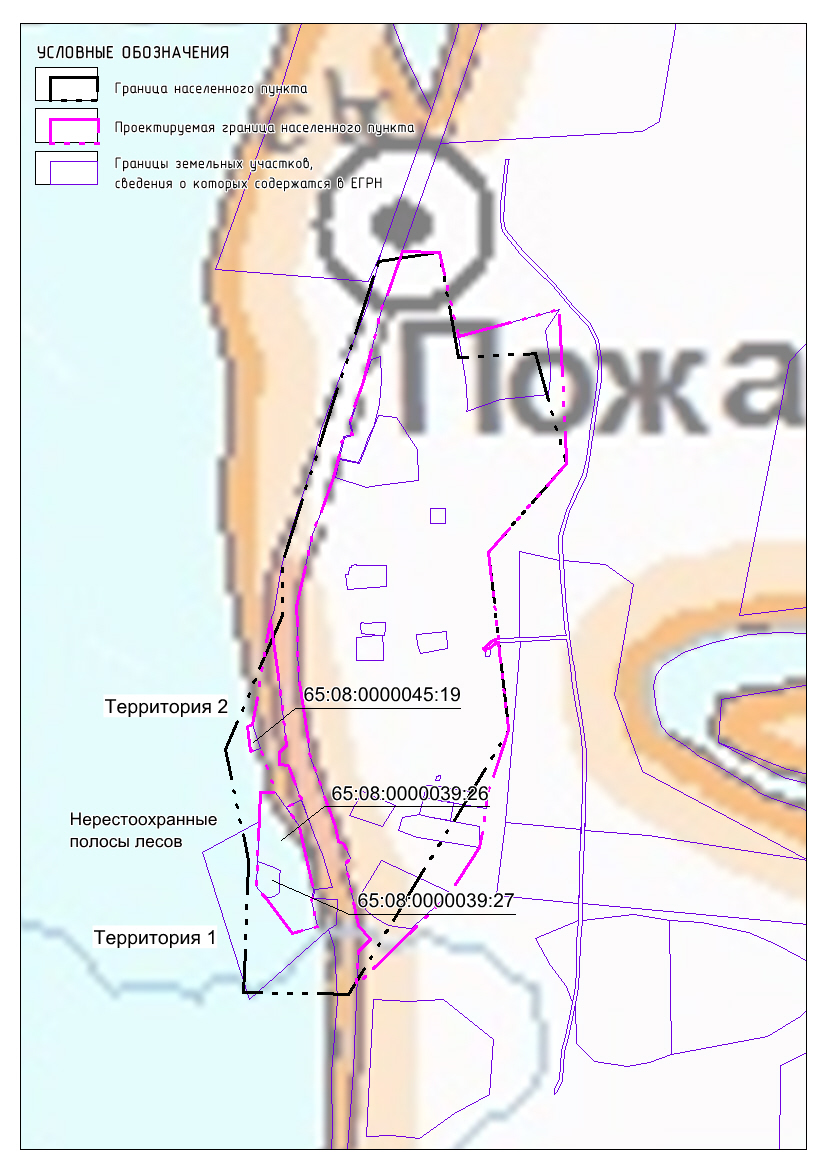 УСЛОВНЫЕ ОБОЗНАЧЕНИЯ
Граница населенного пункта
Проектируемая граница населенного пункта
Границы земельных участков,
сведения о которых содержатся в ЕГРН
Пожа
65:08:0000045:19
Территория 2
65:08:0000039:26
Нерестоохранные
полосы лесов
65:08:0000039:27
Территория 1